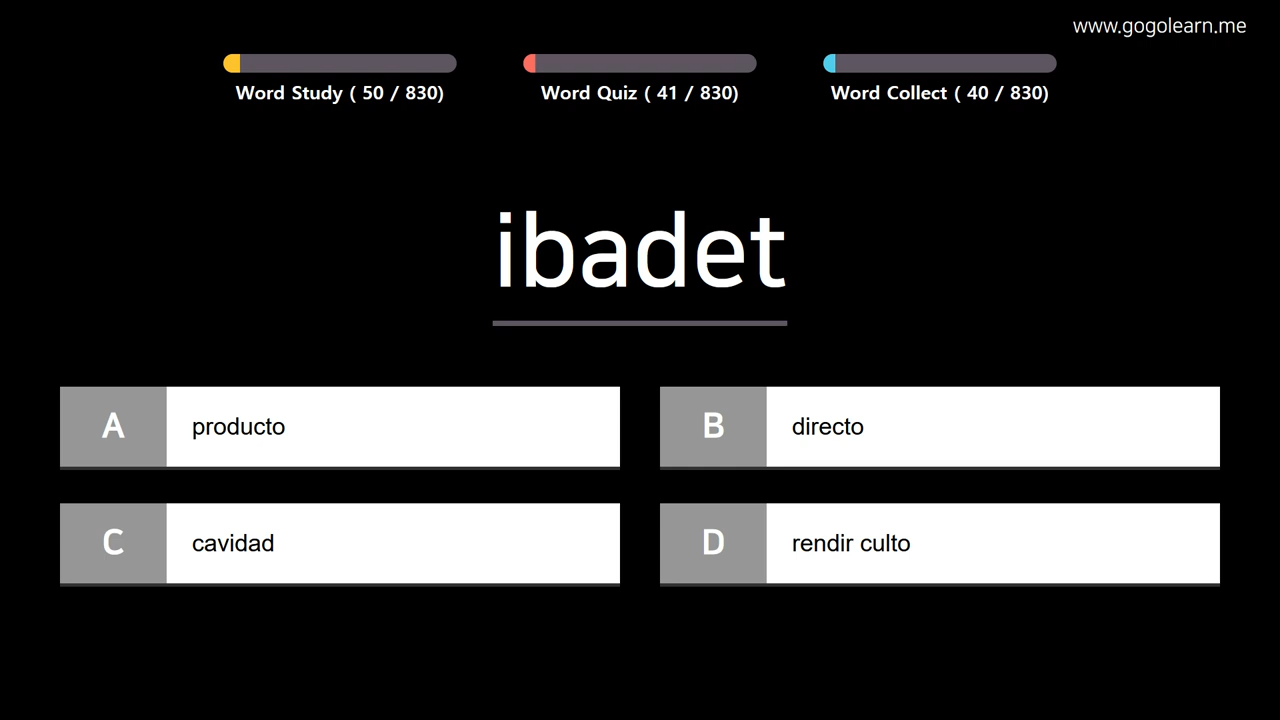 www.gogolearn.me
Word Study ( 50 / 830)
Word Quiz ( 41 / 830)
Word Collect ( 40 / 830)
ibadet
A producto
B directo
C cavidad
D rendir culto